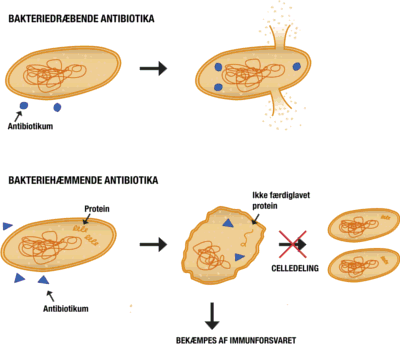 BAKTERIEDRÆBENDE ANTIBIOTIKA
Antibiotikum
BAKTERIEHÆMMENDE ANTIBIOTIKA
Protein
Ikke færdiglavet
protein
CELLEDELING
Antibiotikum
BEKÆMPES AF IMMUNFORSVARET